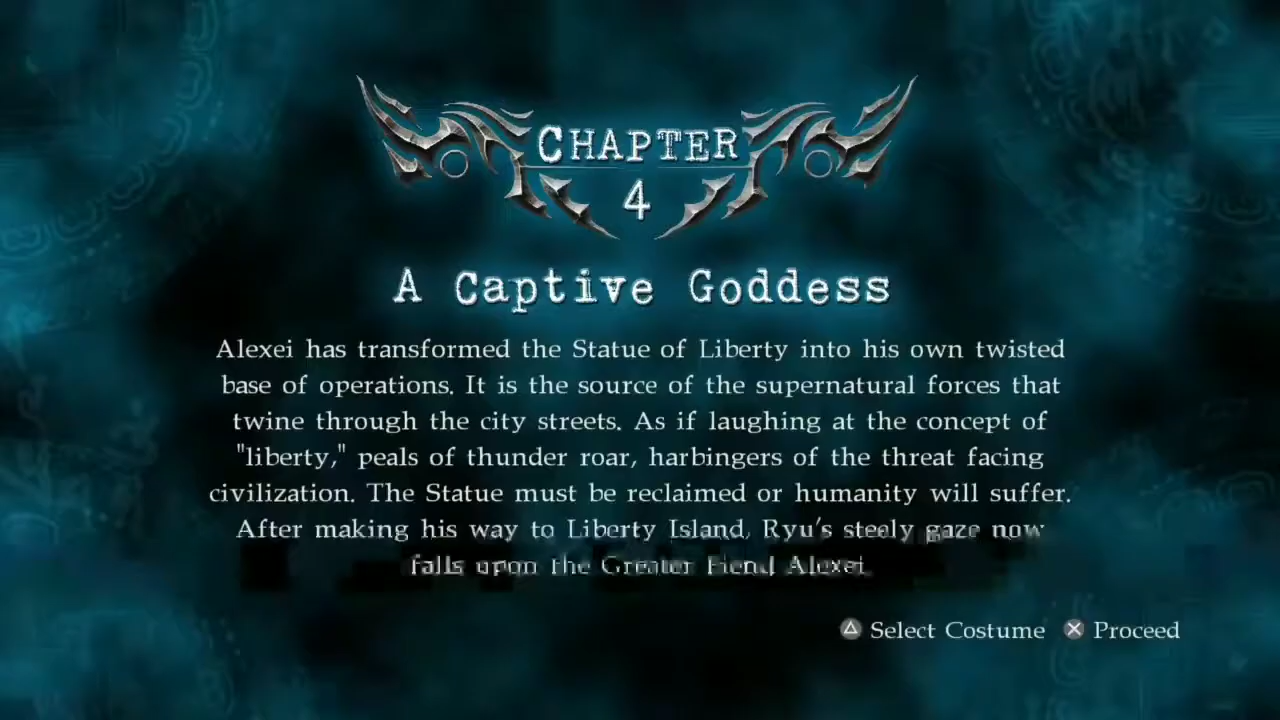 CHAPTER
4
A Captive Goddess
Alexei has transformed the Statue of Liberty into his own twisted
base of operations. It is the source of the supernatural forces that
twine through the city streets. As if laughing at the concept of
"liberty," peals of thunder roar, harbingers of the threat facing
civilization. The Statue must be reclaimed or humanity will suffer.
After making his way to Liberty Island, Ryu's steely gaze now
falls upon the Greater Fiend Alexei.
Select Costume Proceed